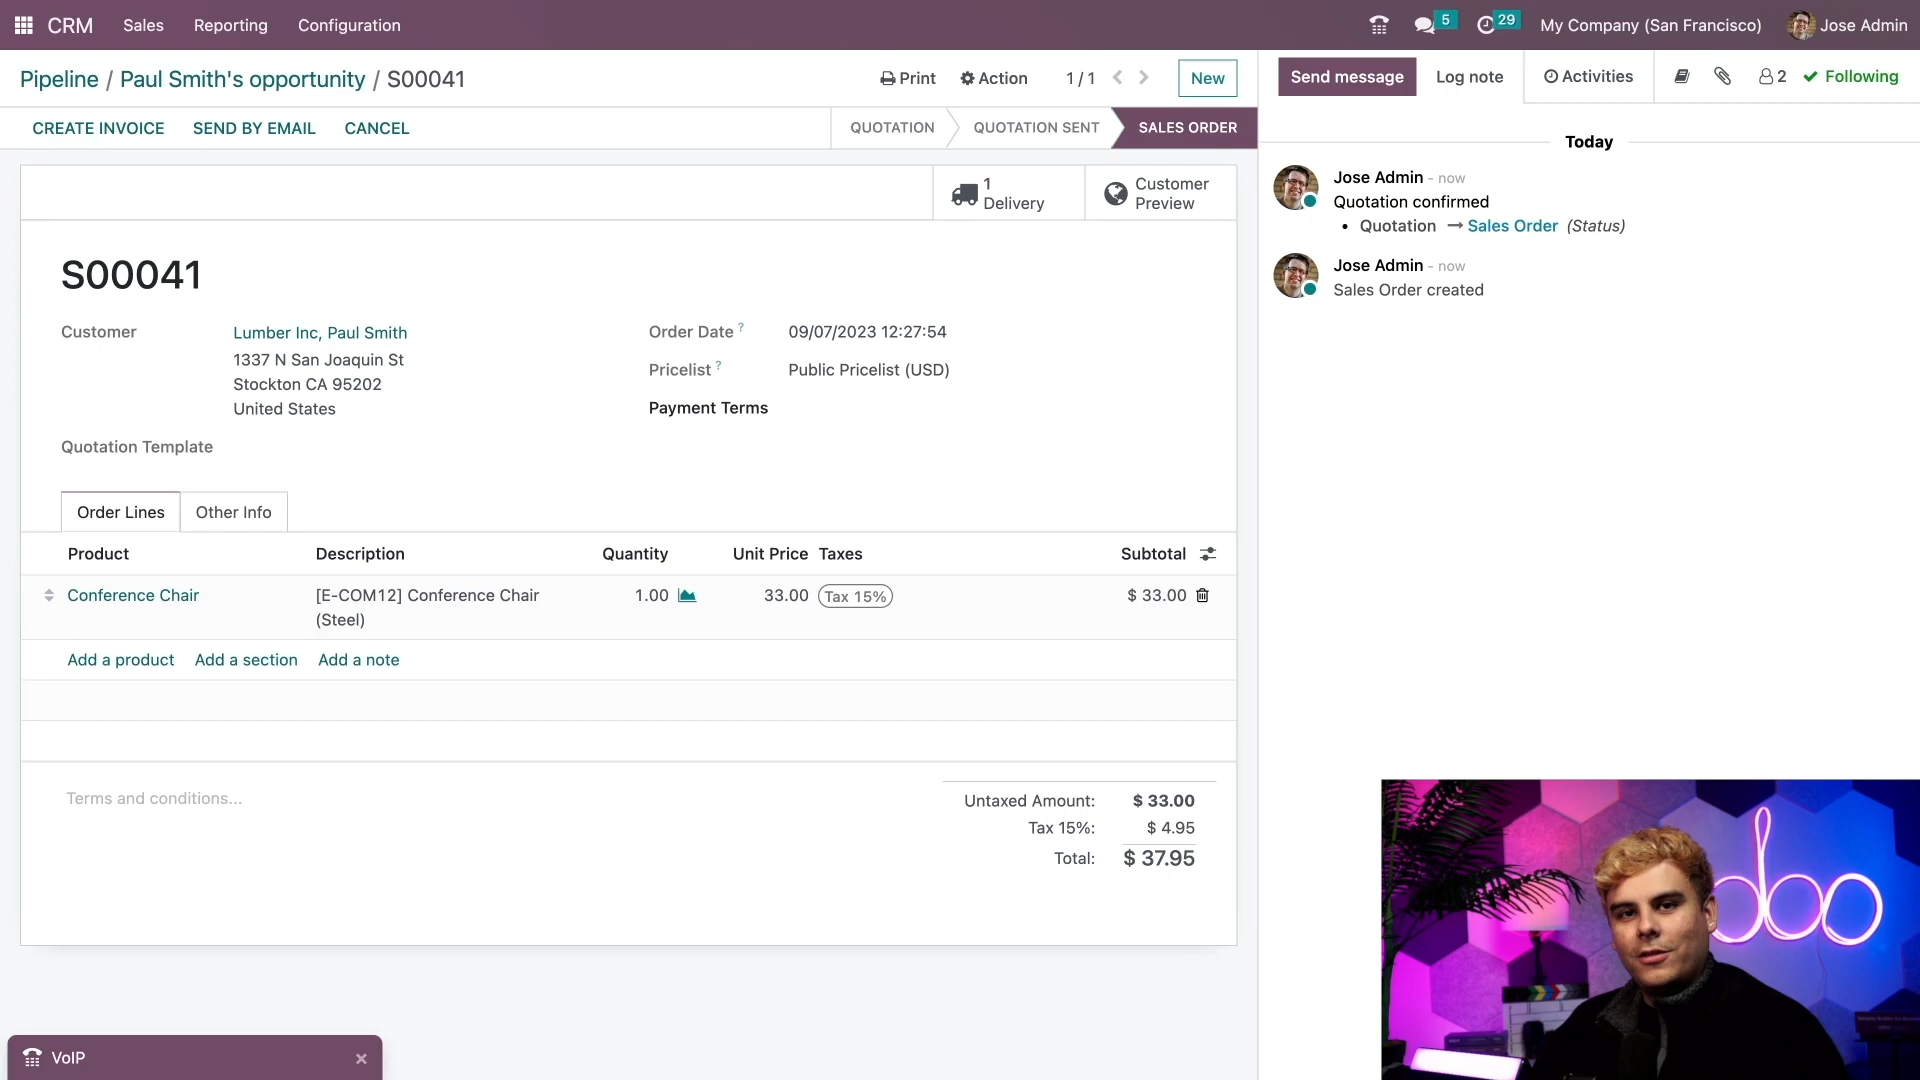 CRM Sales Reporting Configuration 5 29 My Company (San Francisco) Jose Admin
Pipeline / Paul Smith's opportunity / S00041 Print Action 1 / 1 New
Send message Log note Activities 2 Following
CREATE INVOICE SEND BY EMAIL CANCEL QUOTATION QUOTATION SENT SALES ORDER
1 Delivery
Customer Preview
S00041
Customer Lumber Inc, Paul Smith
1337 N San Joaquin St
Stockton CA 95202
United States
Quotation Template
Order Date ? 09/07/2023 12:27:54
Pricelist ? Public Pricelist (USD)
Payment Terms
Order Lines Other Info
Product Description Quantity Unit Price Taxes Subtotal
Conference Chair [E-COM12] Conference Chair 1.00 33.00 Tax 15% $ 33.00
(Steel)
Add a product Add a section Add a note
Terms and conditions...
Untaxed Amount: $ 33.00
Tax 15%: $ 4.95
Total: $ 37.95
Today
Jose Admin - now
Quotation confirmed
• Quotation → Sales Order (Status)
Jose Admin - now
Sales Order created
VoIP ×